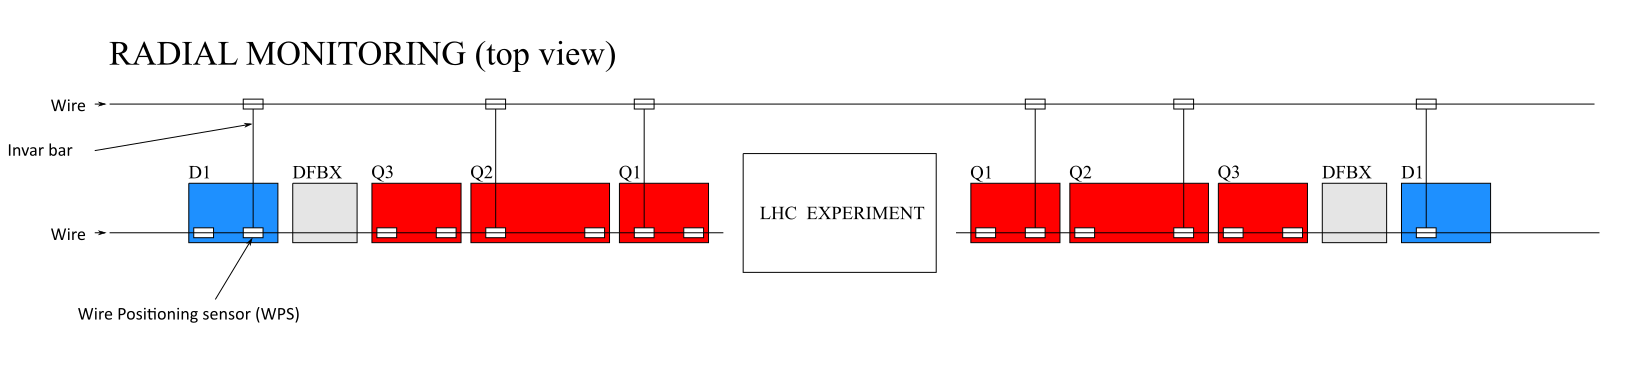 RADIAL MONITORING (top view)
Wire
Invar bar
D1 DFBX Q3 Q2 Q1 Q1 Q2 Q3 DFBX D1
LHC EXPERIMENT
Wire
Wire Positioning sensor (WPS)